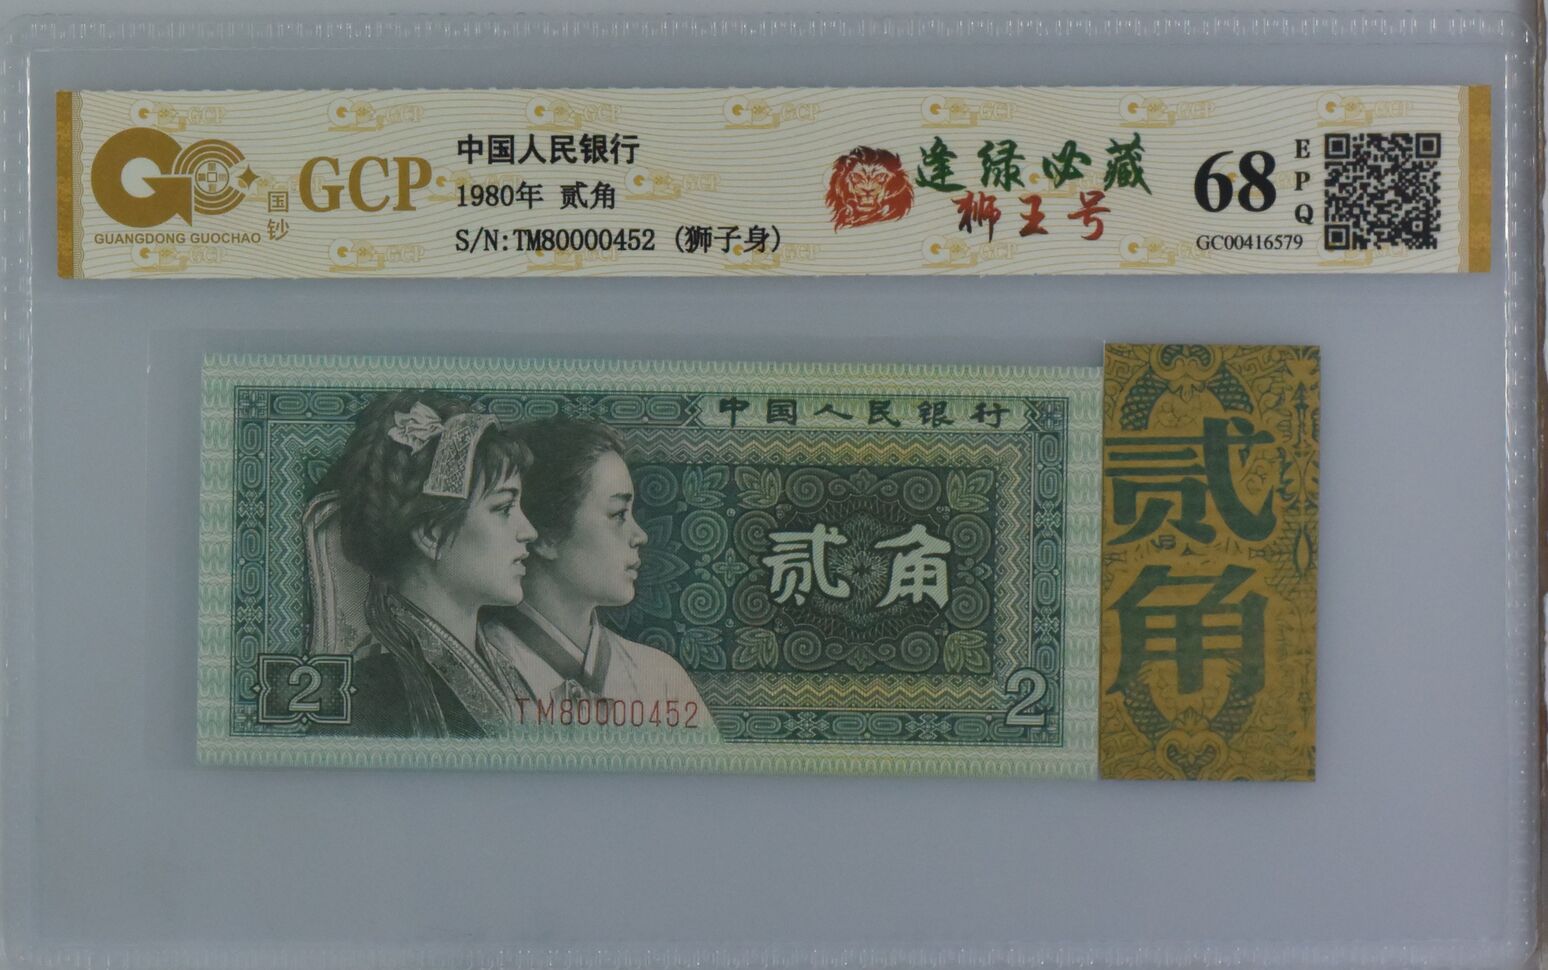 国钞
GCP
GUANGDONG GUOCHAO
中国人民银行
1980年 贰角
S/N:TM80000452 (狮子身)
逢绿必藏
狮王号
68
EPQ
GC00416579
中国人民银行
贰角
2
2
TM80000452
贰角